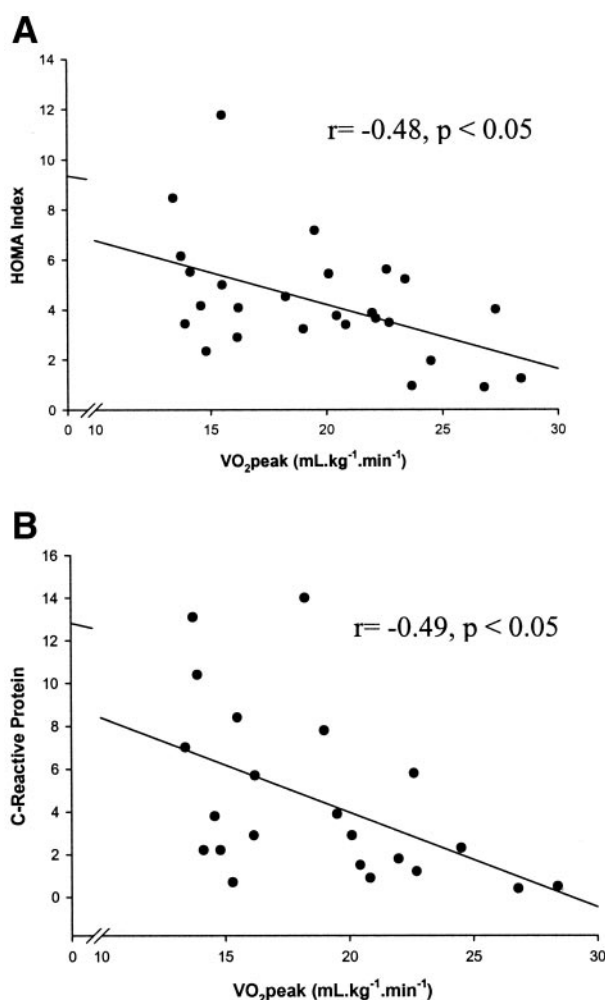 A
14
12
10
8
6
4
2
0
HOMA Index
r= -0.48, p < 0.05
0 10 15 20 25 30
VO₂peak (mL.kg⁻¹.min⁻¹)
B
16
14
12
10
8
6
4
2
0
C-Reactive Protein
r= -0.49, p < 0.05
0 10 15 20 25 30
VO₂peak (mL.kg⁻¹.min⁻¹)